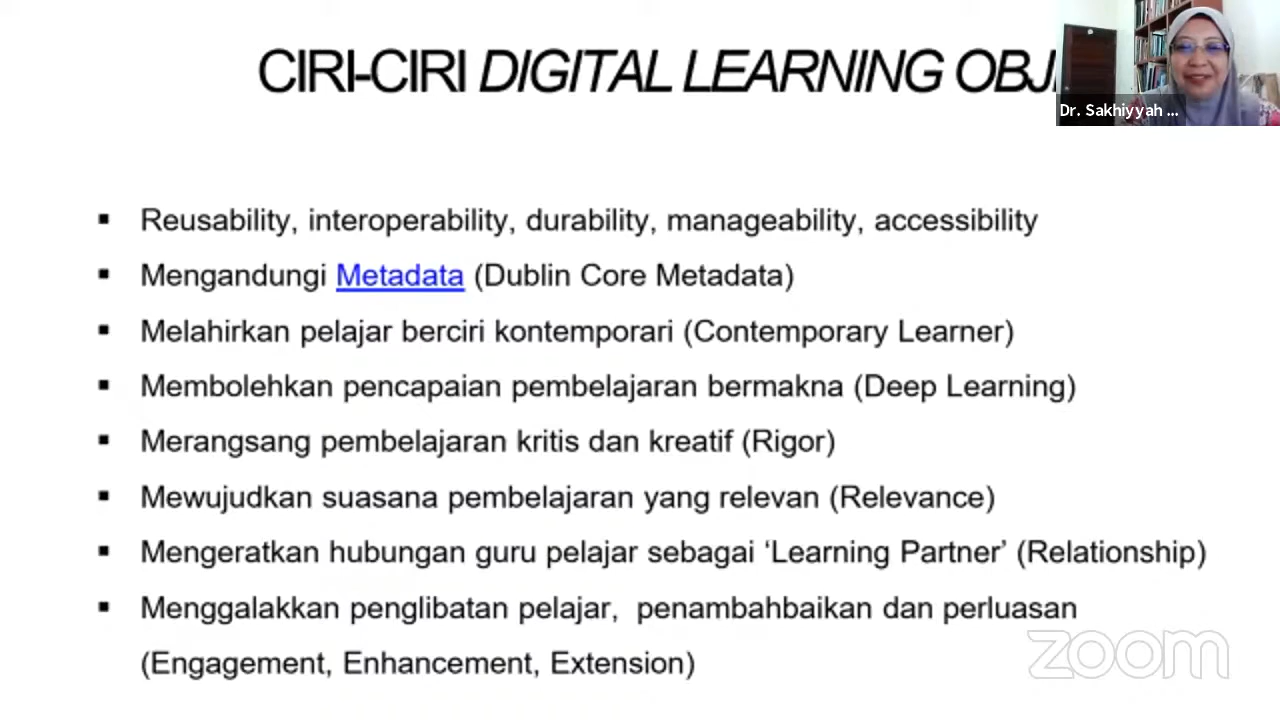 CIRI-CIRI DIGITAL LEARNING
Dr. Sakhiyyah ...
▪ Reusability, interoperability, durability, manageability, accessibility
▪ Mengandungi Metadata (Dublin Core Metadata)
▪ Melahirkan pelajar berciri kontemporari (Contemporary Learner)
▪ Membolehkan pencapaian pembelajaran bermakna (Deep Learning)
▪ Merangsang pembelajaran kritis dan kreatif (Rigor)
▪ Mewujudkan suasana pembelajaran yang relevan (Relevance)
▪ Mengeratkan hubungan guru pelajar sebagai ‘Learning Partner’ (Relationship)
▪ Menggalakkan penglibatan pelajar,  penambahbaikan dan perluasan
(Engagement, Enhancement, Extension)
zoom